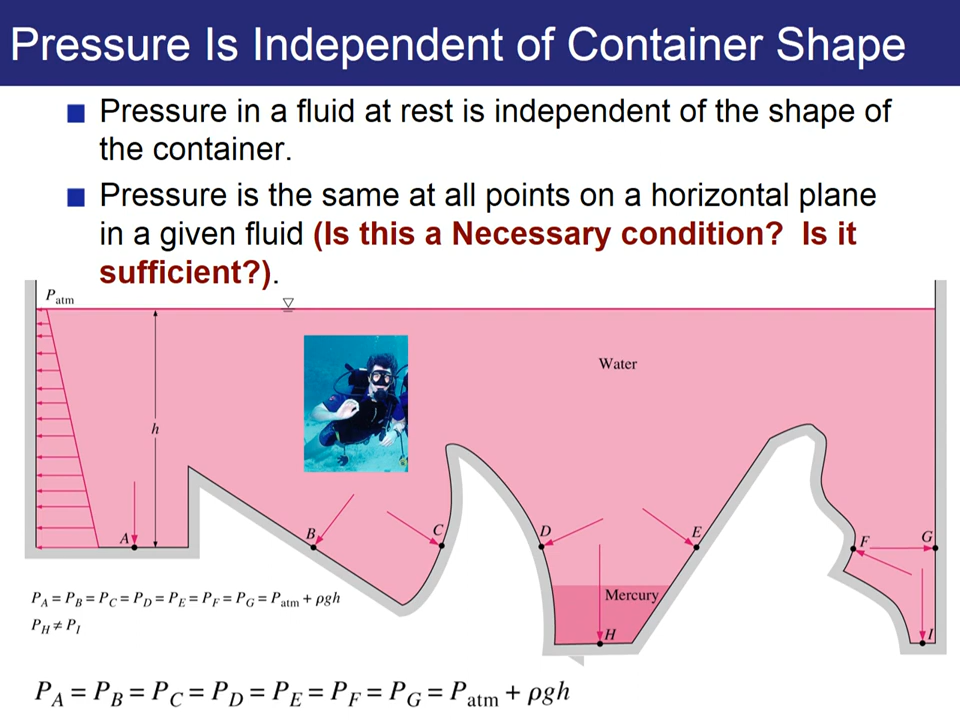 Pressure Is Independent of Container Shape
Pressure in a fluid at rest is independent of the shape of
the container.
Pressure is the same at all points on a horizontal plane
in a given fluid (Is this a Necessary condition? Is it
sufficient?).
Patm
Water
h
A
B
C
D
E
F
G
Mercury
H
I
PA = PB = PC = PD = PE = PF = PG = Patm + ρgh
PH ≠ PI
PA = PB = PC = PD = PE = PF = PG = Patm + ρgh